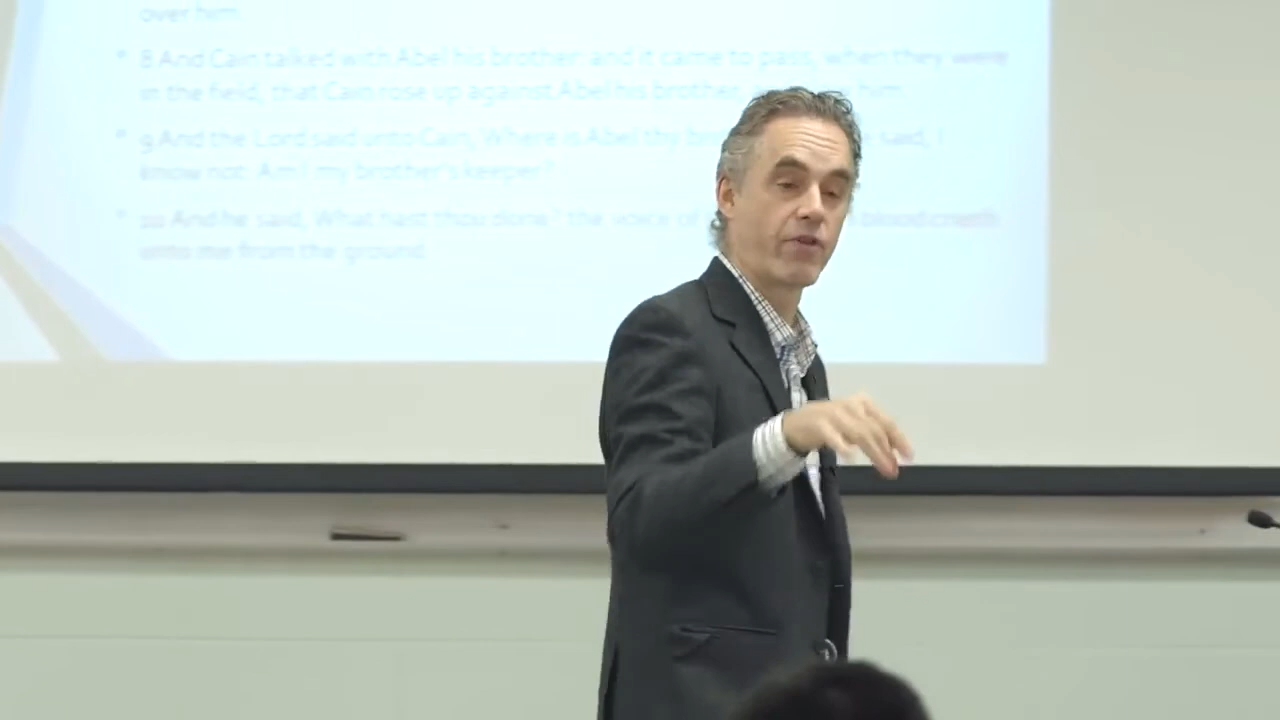 over him.
8 And Cain talked with Abel his brother: and it came to pass, when they were
in the field, that Cain rose up against Abel his brother, him.
9 And the Lord said unto Cain, Where is Abel thy said, I
know not: Am I my brother's keeper?
10 And he said, What hast thou done? the voice of blood crieth
unto me from the ground.